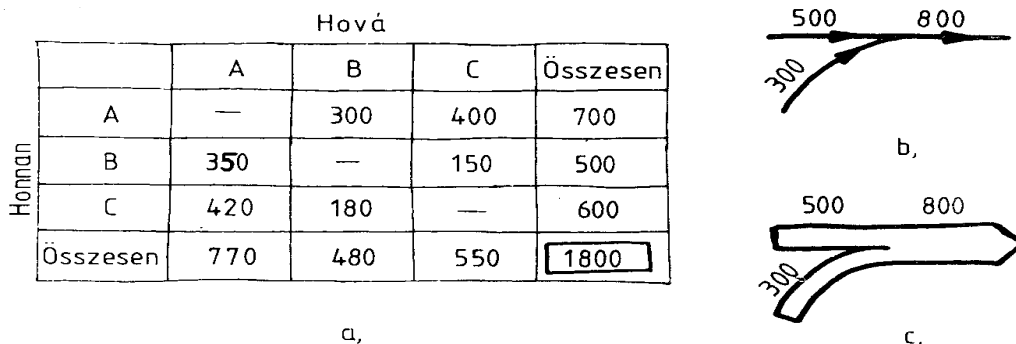 Hová
A B C Összesen
Honnan
A — 300 400 700
B 350 — 150 500
C 420 180 — 600
Összesen 770 480 550 1800
a,
500 800
300
b,
500 800
300
c.